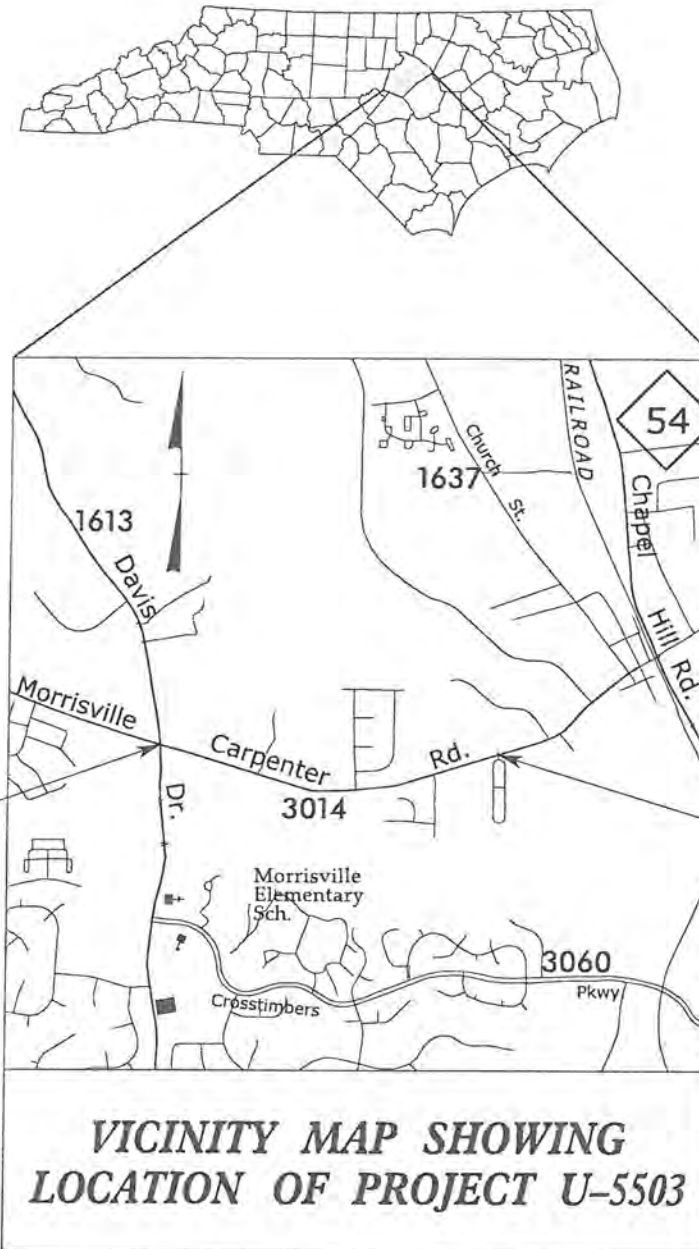 RAILROAD
54
Church
St.
1637
Chapel
Hill Rd.
1613
Davis
Dr.
Morrisville
Carpenter
Rd.
3014
Morrisville
Elementary
Sch.
3060
Crosstimbers
Pkwy
VICINITY MAP SHOWING
LOCATION OF PROJECT U-5503